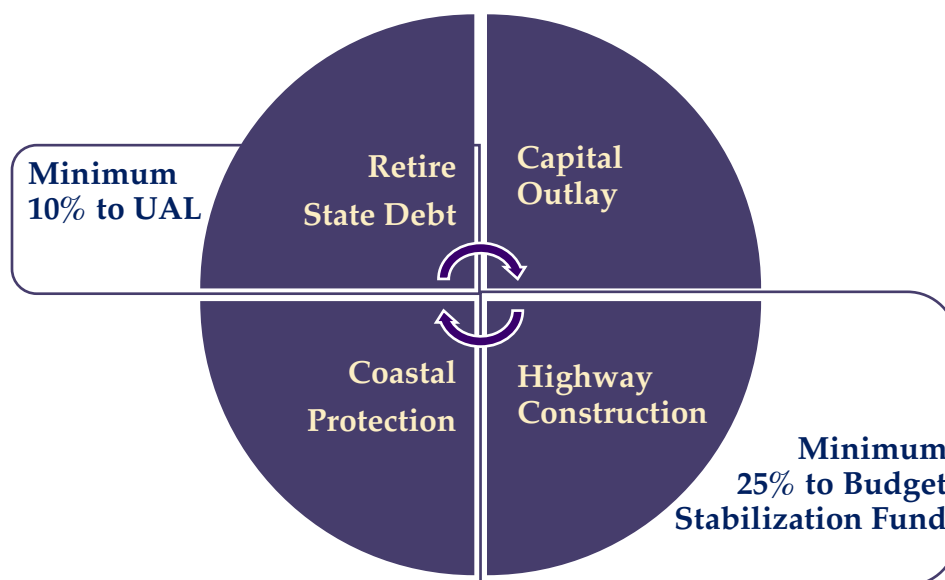 Minimum
10% to UAL
Retire
State Debt
Capital
Outlay
Coastal
Protection
Highway
Construction
Minimum
25% to Budget
Stabilization Fund